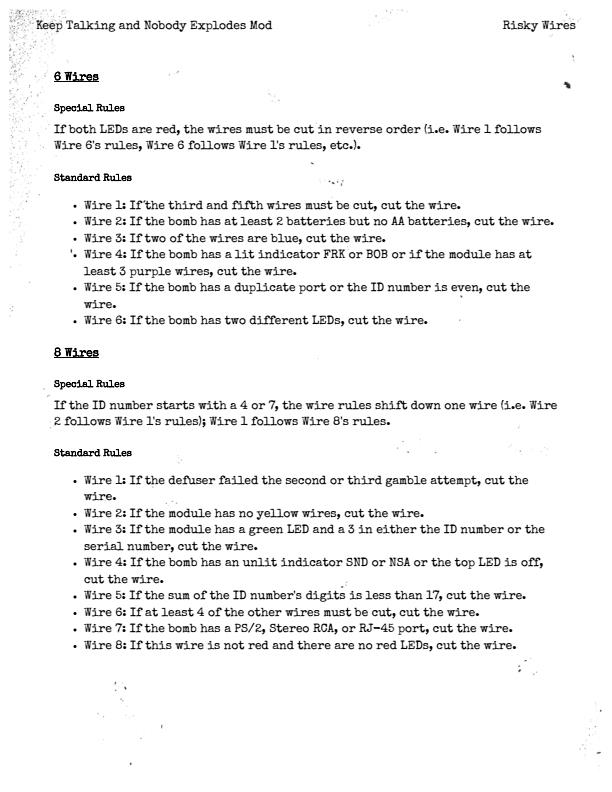 Keep Talking and Nobody Explodes Mod
Risky Wires
6 Wires
Special Rules
If both LEDs are red, the wires must be cut in reverse order (i.e. Wire 1 follows
Wire 6's rules, Wire 6 follows Wire 1's rules, etc.).
Standard Rules
• Wire 1: If the third and fifth wires must be cut, cut the wire.
• Wire 2: If the bomb has at least 2 batteries but no AA batteries, cut the wire.
• Wire 3: If two of the wires are blue, cut the wire.
• Wire 4: If the bomb has a lit indicator FRK or BOB or if the module has at
least 3 purple wires, cut the wire.
• Wire 5: If the bomb has a duplicate port or the ID number is even, cut the
wire.
• Wire 6: If the bomb has two different LEDs, cut the wire.
8 Wires
Special Rules
If the ID number starts with a 4 or 7, the wire rules shift down one wire (i.e. Wire
2 follows Wire 1's rules); Wire 1 follows Wire 8's rules.
Standard Rules
• Wire 1: If the defuser failed the second or third gamble attempt, cut the
wire.
• Wire 2: If the module has no yellow wires, cut the wire.
• Wire 3: If the module has a green LED and a 3 in either the ID number or the
serial number, cut the wire.
• Wire 4: If the bomb has an unlit indicator SND or NSA or the top LED is off,
cut the wire.
• Wire 5: If the sum of the ID number's digits is less than 17, cut the wire.
• Wire 6: If at least 4 of the other wires must be cut, cut the wire.
• Wire 7: If the bomb has a PS/2, Stereo RCA, or RJ-45 port, cut the wire.
• Wire 8: If this wire is not red and there are no red LEDs, cut the wire.